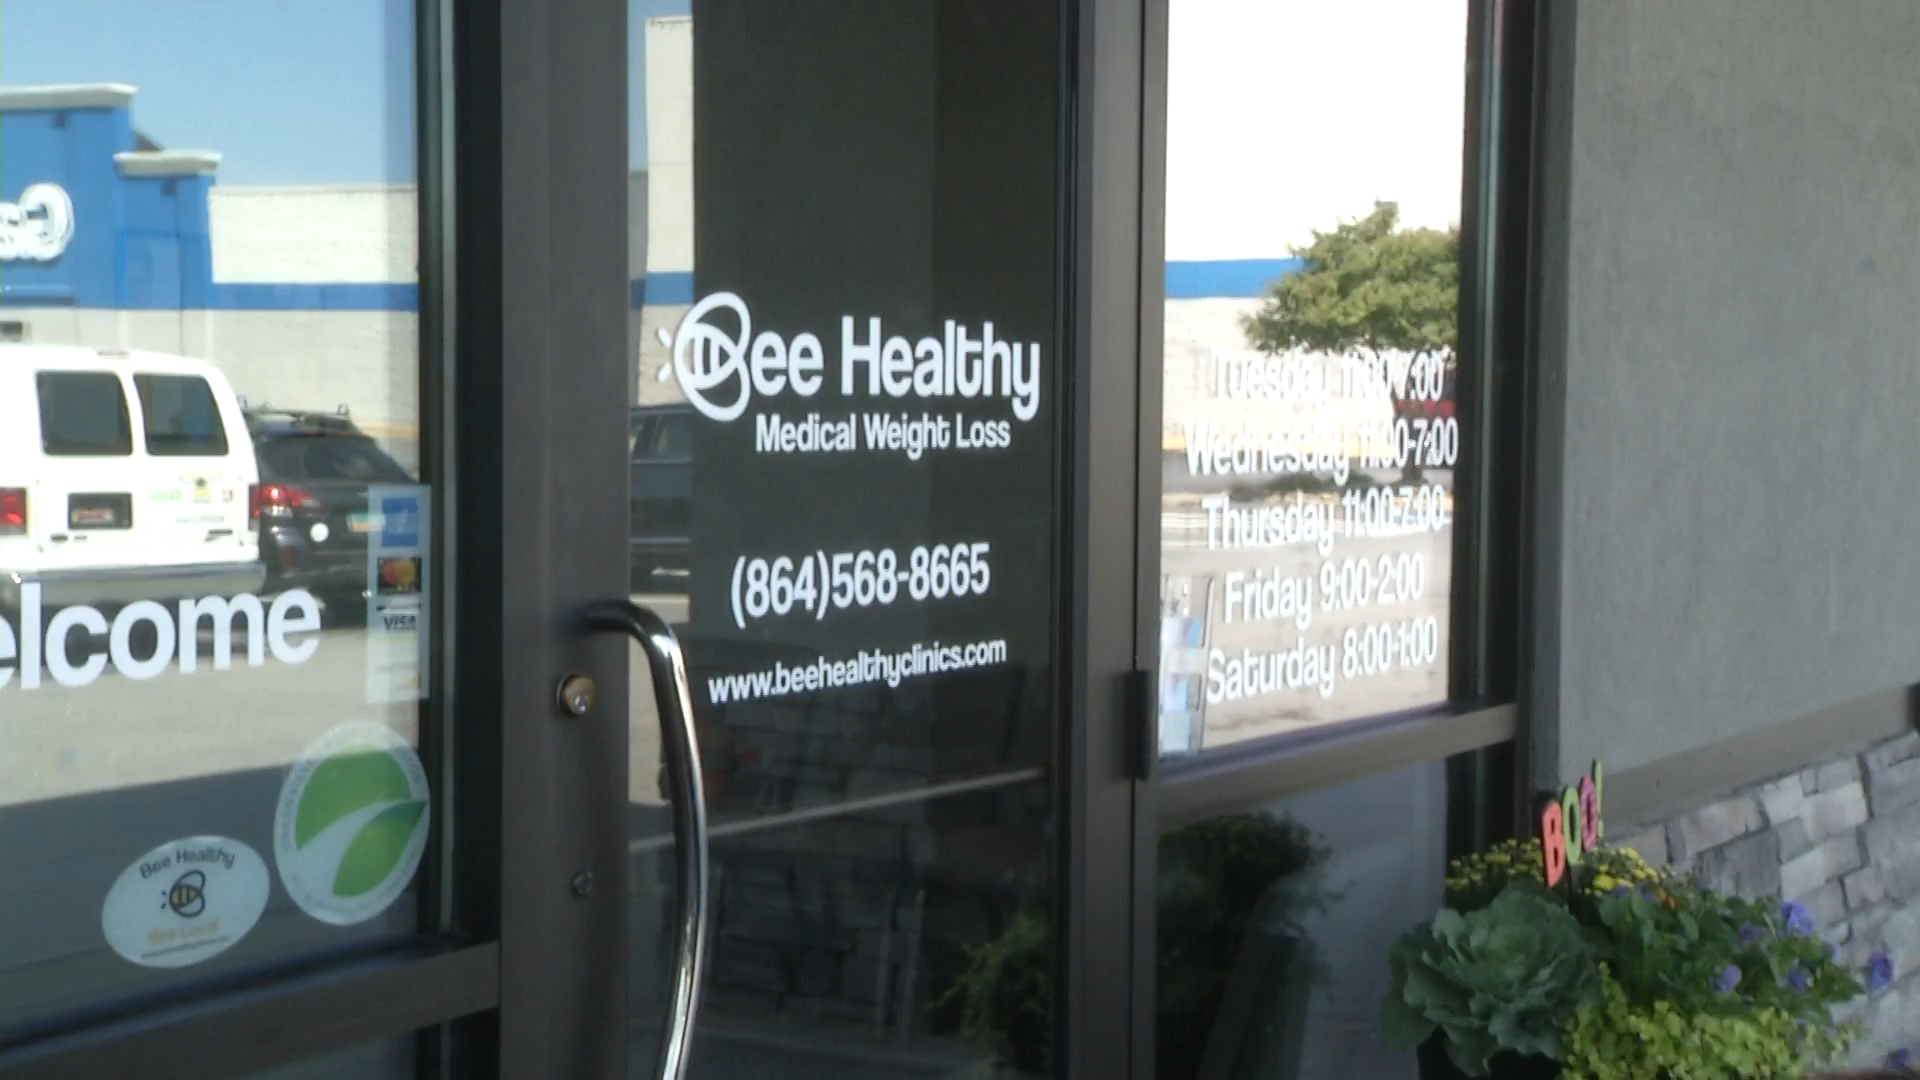 elcome
VISA
Bee Healthy
Bee Local
Bee Healthy
Medical Weight Loss
(864)568-8665
www.beehealthyclinics.com
Tuesday 11:00-7:00
Wednesday 11:00-7:00
Thursday 11:00-7:00
Friday 9:00-2:00
Saturday 8:00-1:00
BOO!